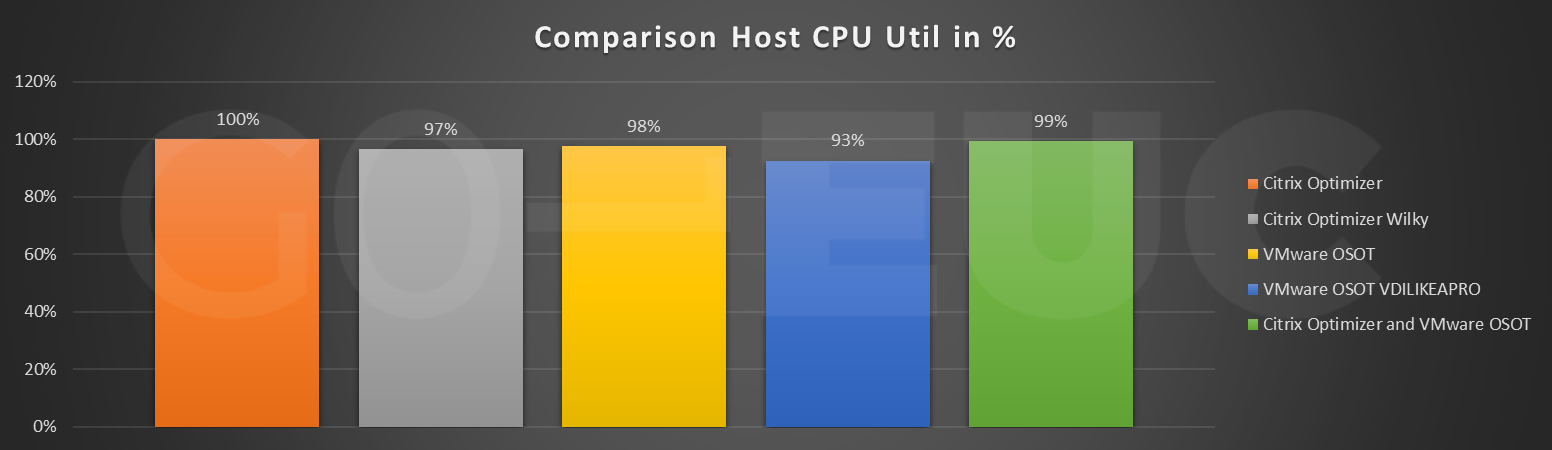 Comparison Host CPU Util in %
120%
100%
80%
60%
40%
20%
0%
100%
97%
98%
93%
99%
GO-EUC
Citrix Optimizer
Citrix Optimizer Wilky
VMware OSOT
VMware OSOT VDILIKEAPRO
Citrix Optimizer and VMware OSOT